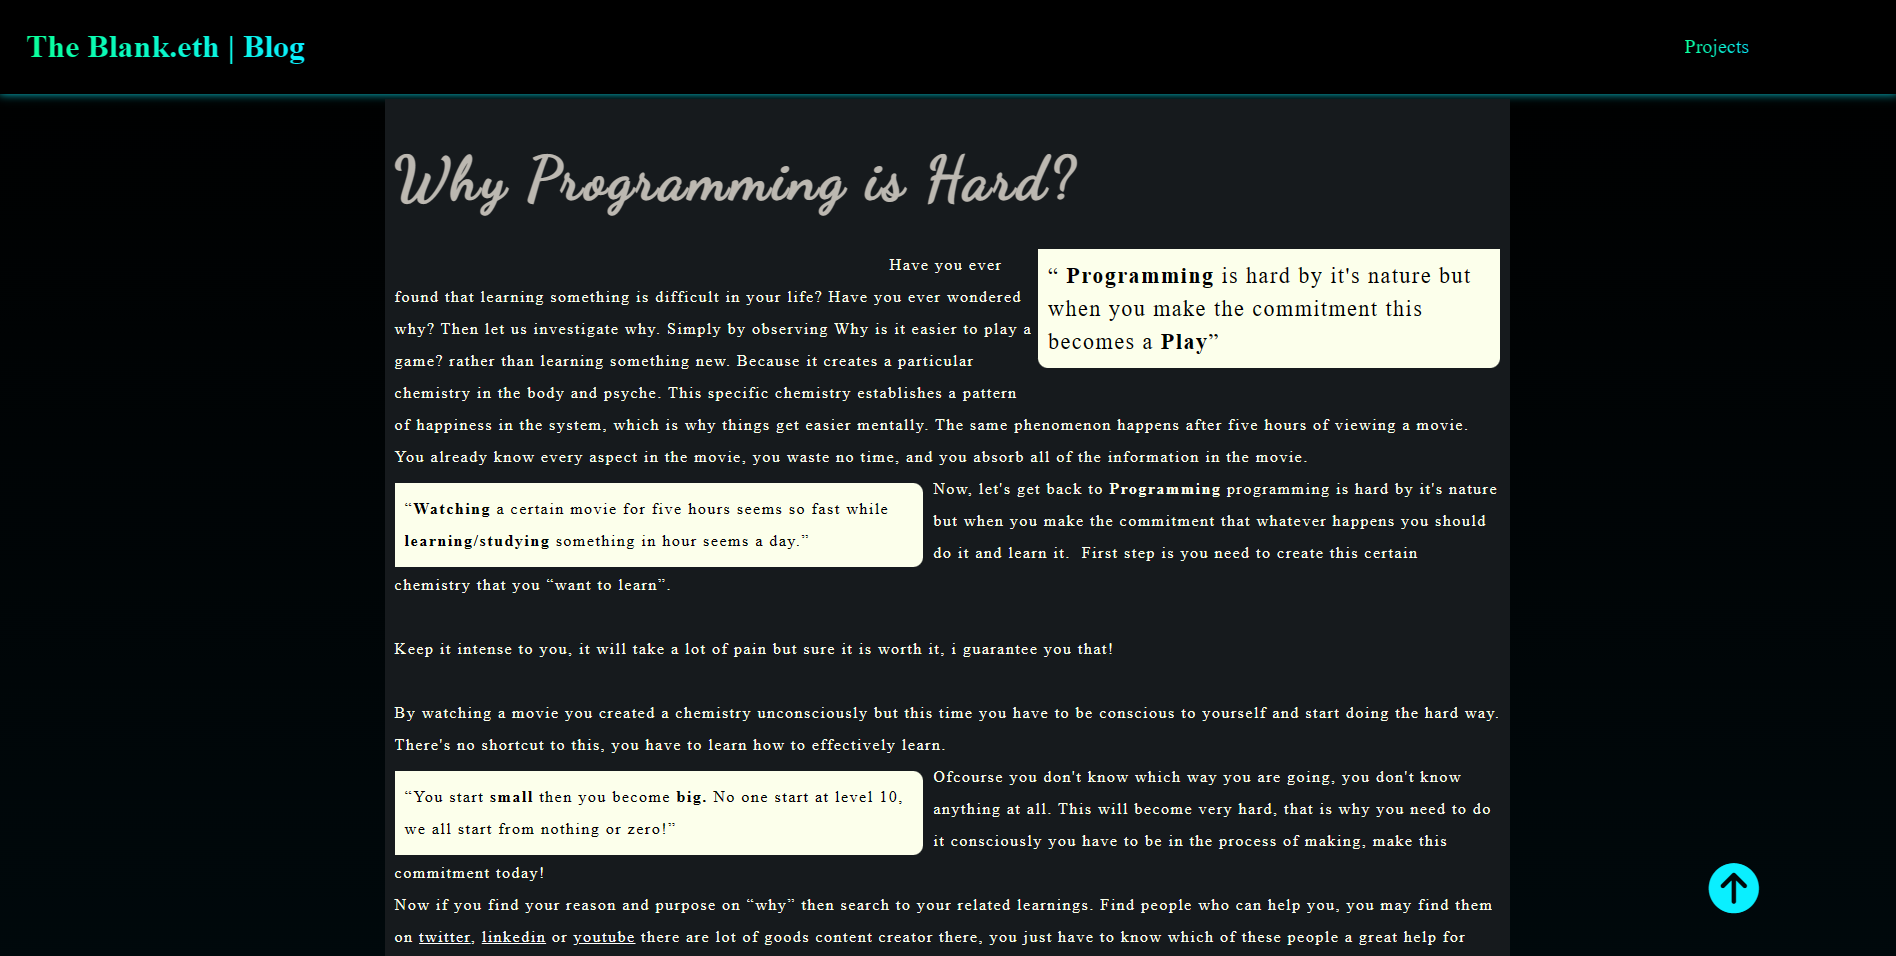 The Blank.eth | Blog
Projects
Why Programming is Hard?
“ Programming is hard by it's nature but
when you make the commitment this
becomes a Play”
Have you ever
found that learning something is difficult in your life? Have you ever wondered
why? Then let us investigate why. Simply by observing Why is it easier to play a
game? rather than learning something new. Because it creates a particular
chemistry in the body and psyche. This specific chemistry establishes a pattern
of happiness in the system, which is why things get easier mentally. The same phenomenon happens after five hours of viewing a movie.
You already know every aspect in the movie, you waste no time, and you absorb all of the information in the movie.
“Watching a certain movie for five hours seems so fast while
learning/studying something in hour seems a day.”
Now, let's get back to Programming programming is hard by it's nature
but when you make the commitment that whatever happens you should
do it and learn it.  First step is you need to create this certain
chemistry that you “want to learn”.
Keep it intense to you, it will take a lot of pain but sure it is worth it, i guarantee you that!
By watching a movie you created a chemistry unconsciously but this time you have to be conscious to yourself and start doing the hard way.
There's no shortcut to this, you have to learn how to effectively learn.
“You start small then you become big. No one start at level 10,
we all start from nothing or zero!”
Ofcourse you don't know which way you are going, you don't know
anything at all. This will become very hard, that is why you need to do
it consciously you have to be in the process of making, make this
commitment today!
Now if you find your reason and purpose on “why” then search to your related learnings. Find people who can help you, you may find them
on twitter, linkedin or youtube there are lot of goods content creator there, you just have to know which of these people a great help for